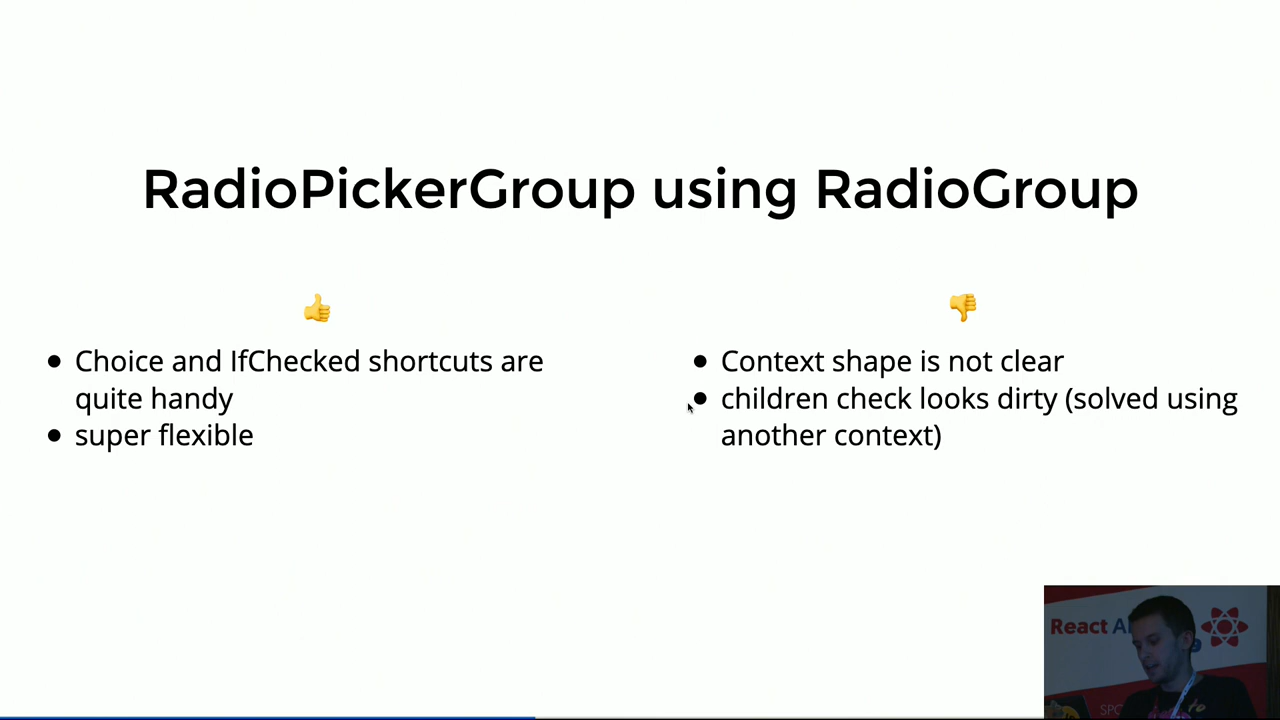 RadioPickerGroup using RadioGroup
👍
• Choice and IfChecked shortcuts are
quite handy
• super flexible
👎
• Context shape is not clear
• children check looks dirty (solved using
another context)
React